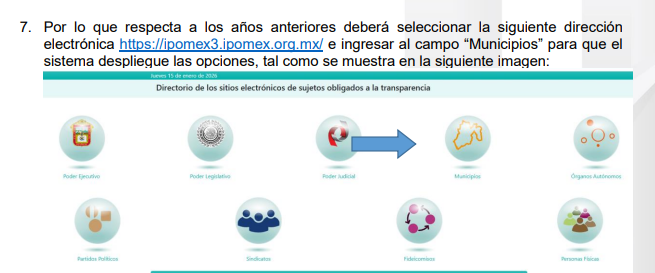 7. Por lo que respecta a los años anteriores deberá seleccionar la siguiente dirección
electrónica https://ipomex3.ipomex.org.mx/ e ingresar al campo “Municipios” para que el
sistema despliegue las opciones, tal como se muestra en la siguiente imagen:
Jueves 15 de enero de 2026
Directorio de los sitios electrónicos de sujetos obligados a la transparencia
Poder Ejecutivo
Poder Legislativo
Poder Judicial
Municipios
Órganos Autónomos
Partidos Políticos
Sindicatos
Fideicomisos
Personas Físicas